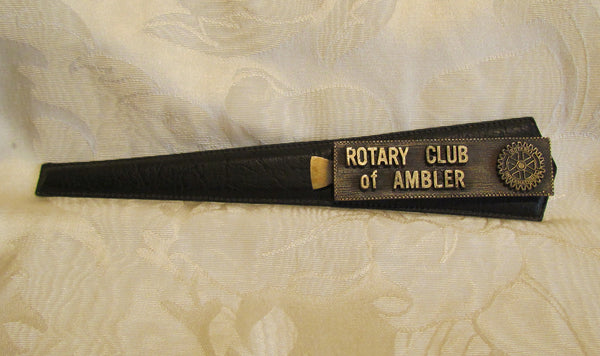 ROTARY CLUB
of AMBLER